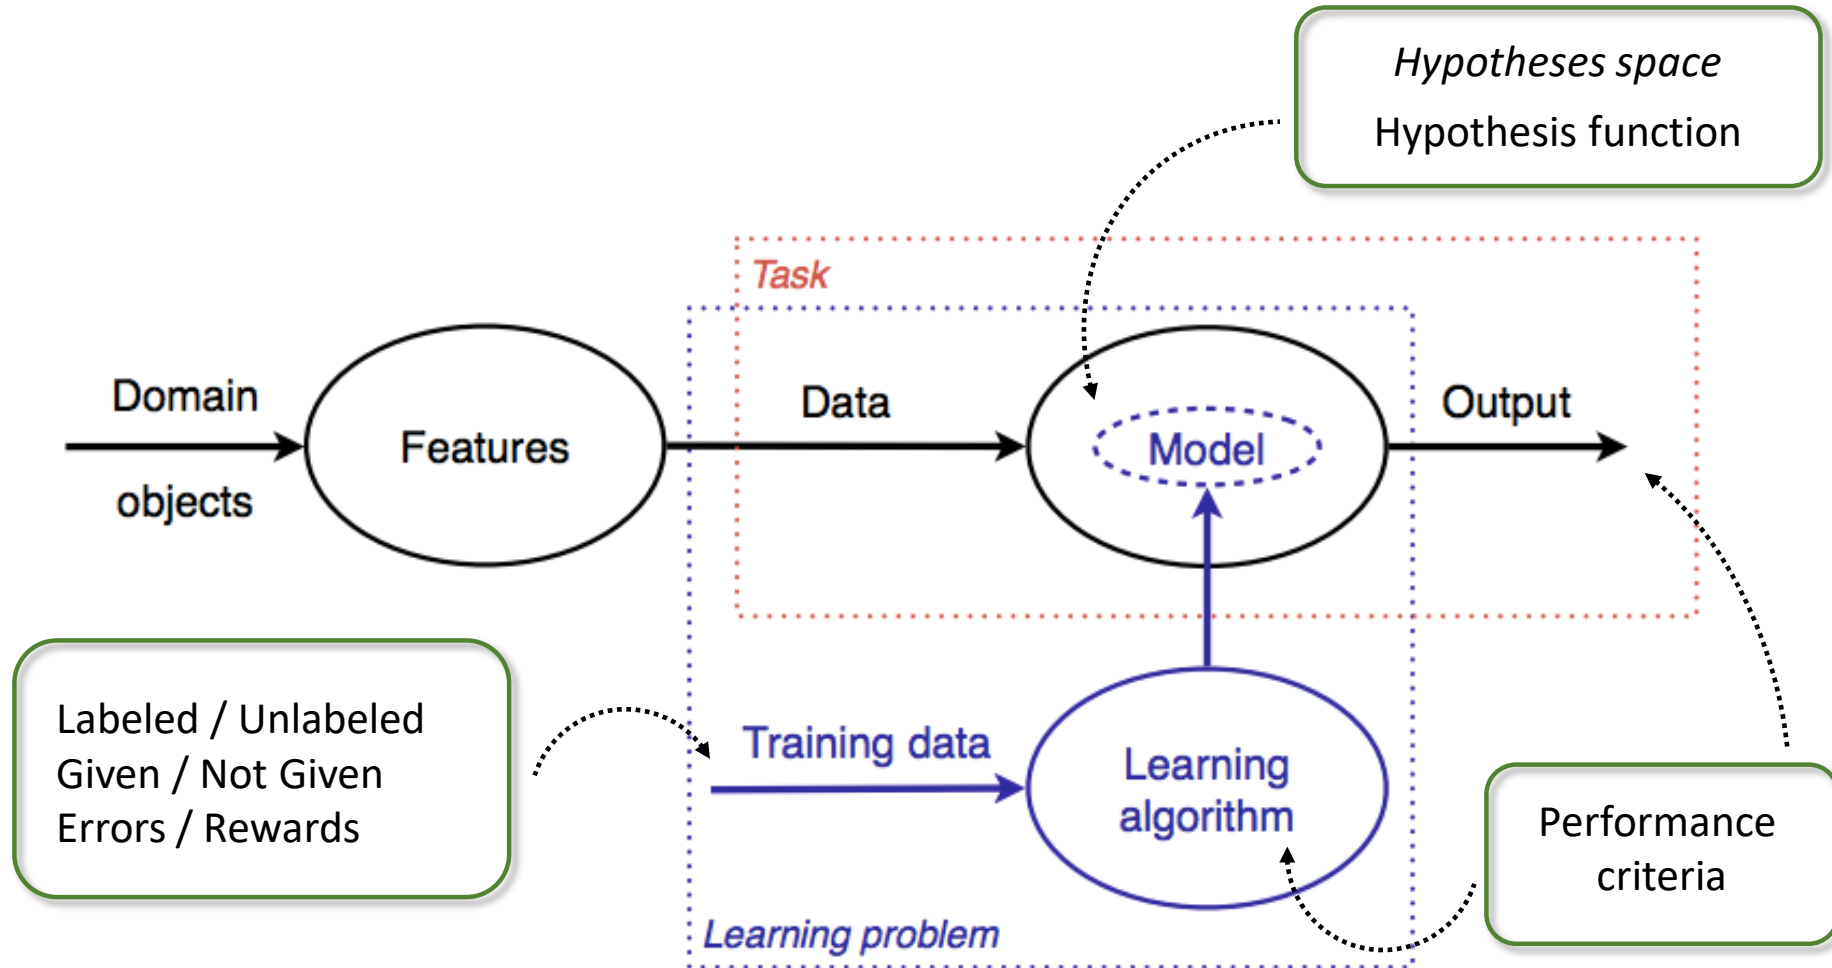 Hypotheses space
Hypothesis function
Task
Domain
objects
Features
Data
Model
Output
Labeled / Unlabeled
Given / Not Given
Errors / Rewards
Training data
Learning
algorithm
Performance
criteria
Learning problem